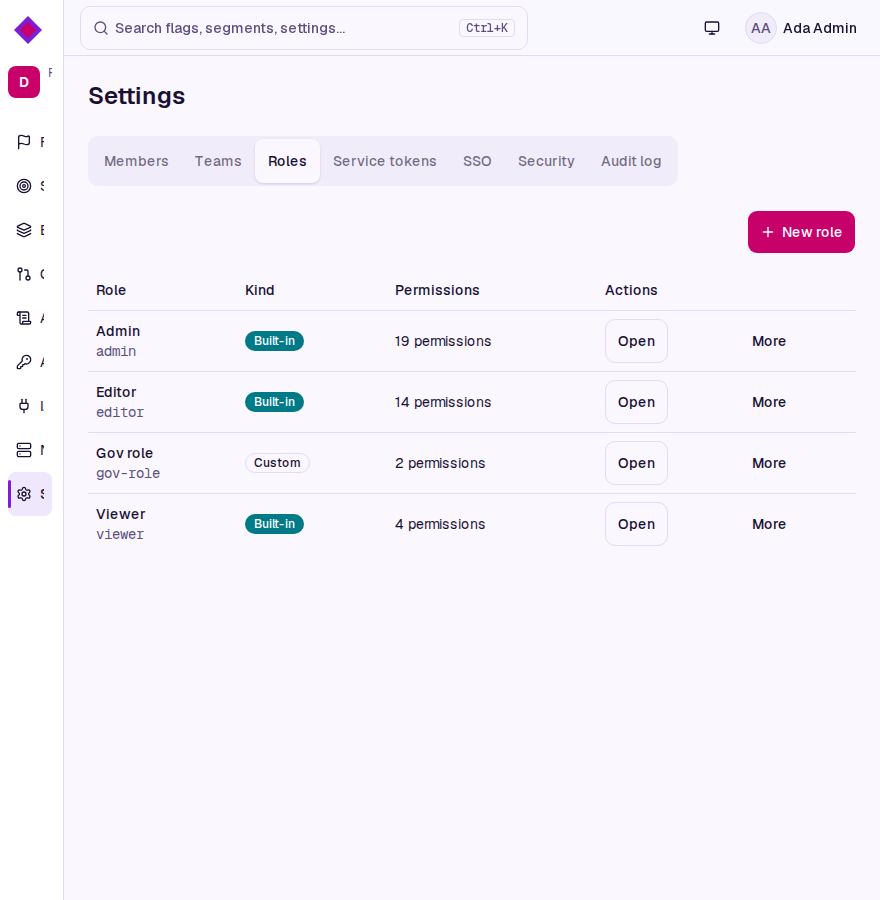 Search flags, segments, settings... Ctrl+K
AA Ada Admin
D
Settings
Members Teams Roles Service tokens SSO Security Audit log
+ New role
Role Kind Permissions Actions
Admin
admin
Built-in 19 permissions Open More
Editor
editor
Built-in 14 permissions Open More
Gov role
gov-role
Custom 2 permissions Open More
Viewer
viewer
Built-in 4 permissions Open More